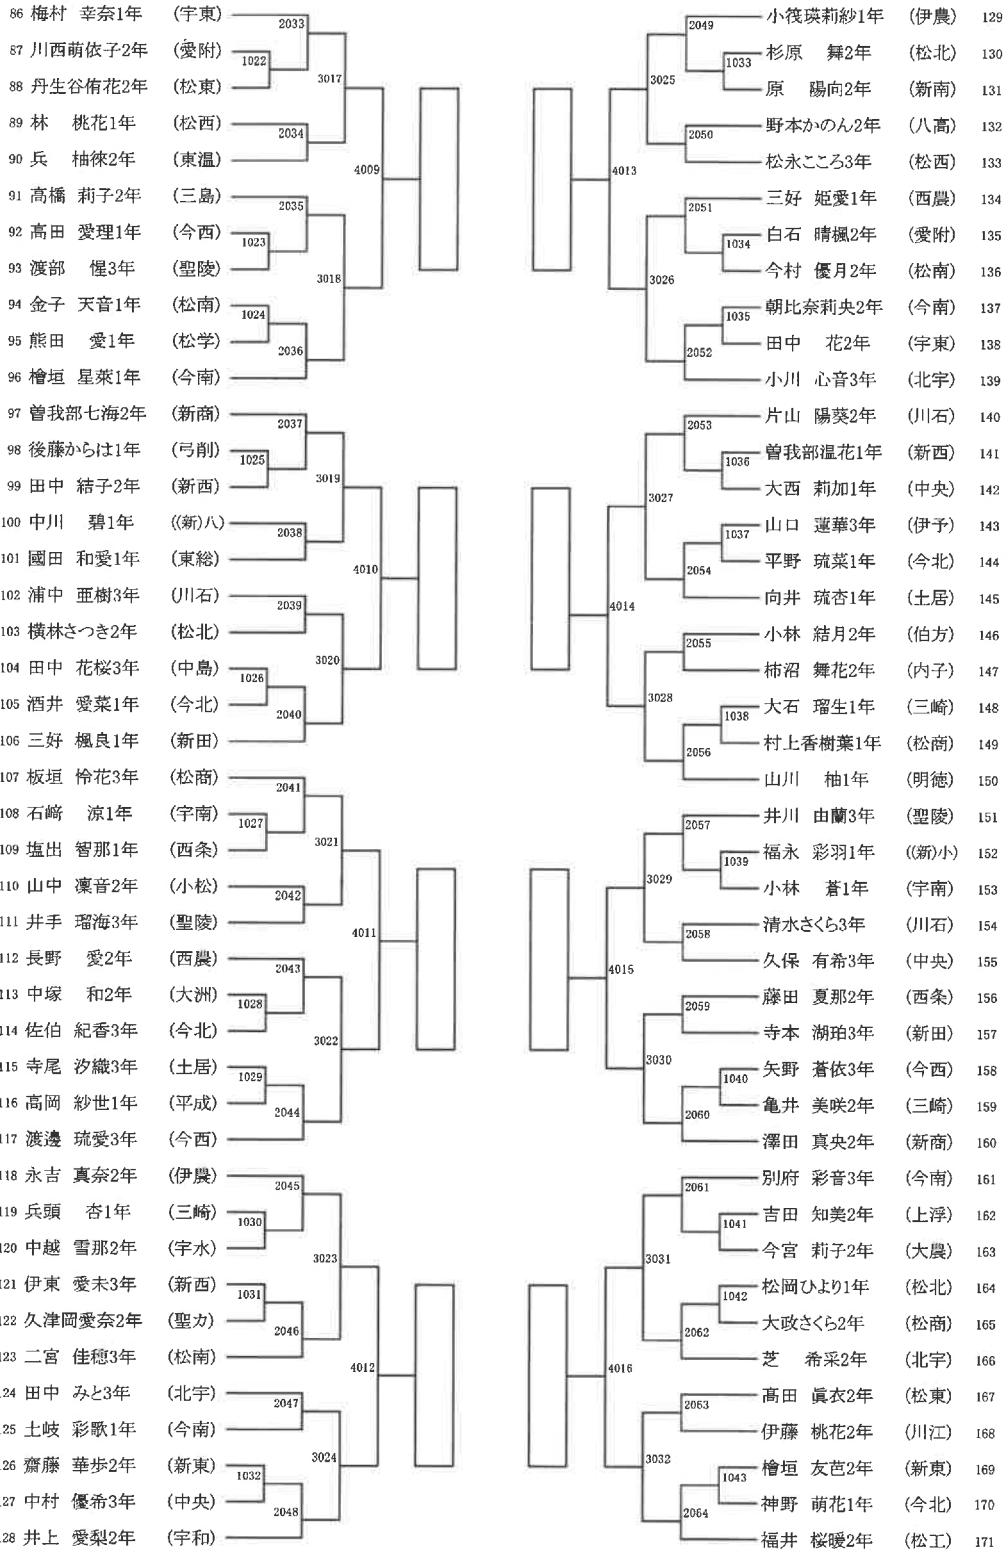 86 梅村 幸奈1年 (宇東)
87 川西萌依子2年 (愛附)
88 丹生谷侑花2年 (松東)
89 林 桃花1年 (松西)
90 兵 柚徠2年 (東温)
91 高橋 莉子2年 (三島)
92 高田 愛理1年 (今西)
93 渡部 惺3年 (聖陵)
94 金子 天音1年 (松南)
95 熊田 愛1年 (松学)
96 檜垣 星萊1年 (今南)
97 曽我部七海2年 (新商)
98 後藤からは1年 (弓削)
99 田中 結子2年 (新西)
100 中川 碧1年 ((新)八)
101 國田 和愛1年 (東総)
102 浦中 亜樹3年 (川石)
103 横林さつき2年 (松北)
104 田中 花桜3年 (中島)
105 酒井 愛菜1年 (今北)
106 三好 楓良1年 (新田)
107 板垣 怜花3年 (松商)
108 石﨑 涼1年 (宇南)
109 塩出 智那1年 (西条)
110 山中 凜音2年 (小松)
111 井手 瑠海3年 (聖陵)
112 長野 愛2年 (西農)
113 中塚 和2年 (大洲)
114 佐伯 紀香3年 (今北)
115 寺尾 汐織3年 (土居)
116 高岡 紗世1年 (平成)
117 渡邊 琉愛3年 (今西)
118 永吉 真奈2年 (伊農)
119 兵頭 杏1年 (三崎)
120 中越 雪那2年 (宇水)
121 伊東 愛未3年 (新西)
122 久津岡愛奈2年 (聖カ)
123 二宮 佳穂3年 (松南)
124 田中 みと3年 (北宇)
125 土岐 彩歌1年 (今南)
126 齋藤 華歩2年 (新東)
127 中村 優希3年 (中央)
128 井上 愛梨2年 (宇和)
2033
1022
3017
2034
4009
2035
1023
3018
1024
2036
2037
1025
3019
2038
4010
2039
3020
1026
2040
2041
1027
3021
2042
4011
2043
1028
3022
1029
2044
2045
1030
3023
1031
2046
4012
2047
3024
1032
2048
2049
1033
3025
2050
4013
2051
1034
3026
1035
2052
2053
1036
3027
1037
2054
4014
2055
3028
1038
2056
2057
1039
3029
2058
4015
2059
3030
1040
2060
2061
1041
3031
1042
2062
4016
2063
3032
1043
2064
小筏瑛莉紗1年 (伊農) 129
杉原 舞2年 (松北) 130
原 陽向2年 (新南) 131
野本かのん2年 (八高) 132
松永こころ3年 (松西) 133
三好 姫愛1年 (西農) 134
白石 晴楓2年 (愛附) 135
今村 優月2年 (松南) 136
朝比奈莉央2年 (今南) 137
田中 花2年 (宇東) 138
小川 心音3年 (北宇) 139
片山 陽葵2年 (川石) 140
曽我部温花1年 (新西) 141
大西 莉加1年 (中央) 142
山口 蓮華3年 (伊予) 143
平野 琉菜1年 (今北) 144
向井 琉杏1年 (土居) 145
小林 結月2年 (伯方) 146
柿沼 舞花2年 (内子) 147
大石 瑠生1年 (三崎) 148
村上香樹葉1年 (松商) 149
山川 柚1年 (明徳) 150
井川 由蘭3年 (聖陵) 151
福永 彩羽1年 ((新)小) 152
小林 蒼1年 (宇南) 153
清水さくら3年 (川石) 154
久保 有希3年 (中央) 155
藤田 夏那2年 (西条) 156
寺本 湖珀3年 (新田) 157
矢野 蒼依3年 (今西) 158
亀井 美咲2年 (三崎) 159
澤田 真央2年 (新商) 160
別府 彩音3年 (今南) 161
吉田 知美2年 (上浮) 162
今宮 莉子2年 (大農) 163
松岡ひより1年 (松北) 164
大政さくら2年 (松商) 165
芝 希采2年 (北宇) 166
高田 眞衣2年 (松東) 167
伊藤 桃花2年 (川江) 168
檜垣 友芭2年 (新東) 169
神野 萌花1年 (今北) 170
福井 桜暖2年 (松工) 171